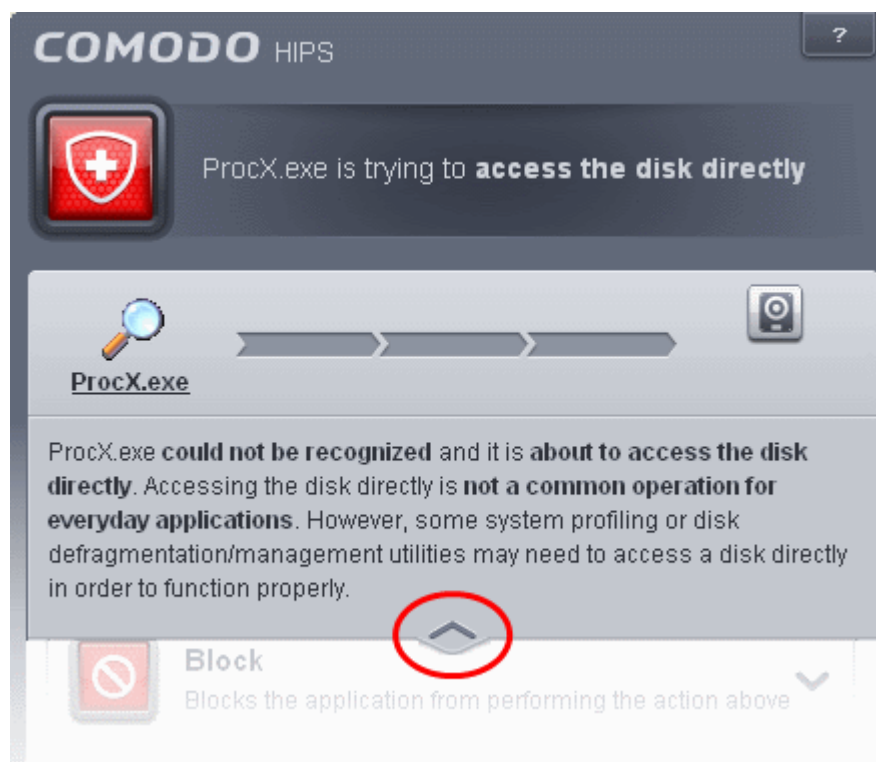 COMODO HIPS
?
ProcX.exe is trying to access the disk directly
ProcX.exe
ProcX.exe could not be recognized and it is about to access the disk
directly. Accessing the disk directly is not a common operation for
everyday applications. However, some system profiling or disk
defragmentation/management utilities may need to access a disk directly
in order to function properly.
Block
Blocks the application from performing the action above